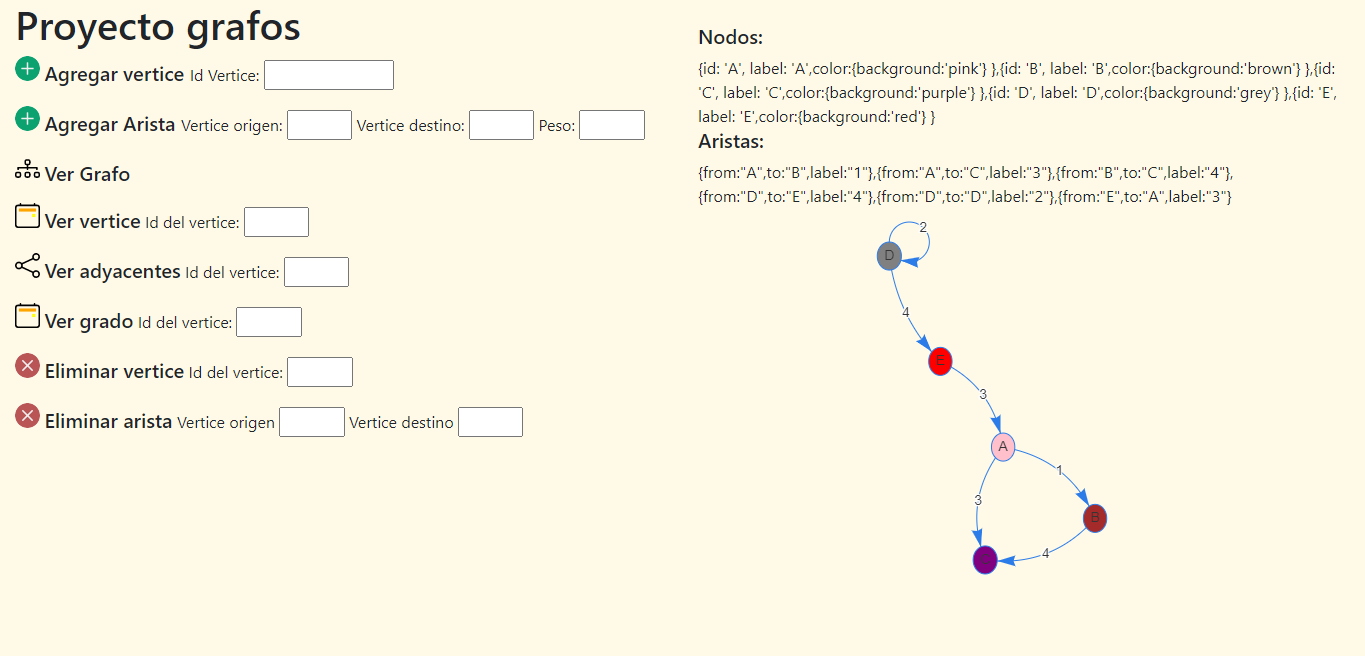 Proyecto grafos
Agregar vertice Id Vertice:
Agregar Arista Vertice origen: Vertice destino: Peso:
Ver Grafo
Ver vertice Id del vertice:
Ver adyacentes Id del vertice:
Ver grado Id del vertice:
Eliminar vertice Id del vertice:
Eliminar arista Vertice origen Vertice destino
Nodos:
{id: 'A', label: 'A',color:{background:'pink'} },{id: 'B', label: 'B',color:{background:'brown'} },{id:
'C', label: 'C',color:{background:'purple'} },{id: 'D', label: 'D',color:{background:'grey'} },{id: 'E',
label: 'E',color:{background:'red'} }
Aristas:
{from:"A",to:"B",label:"1"},{from:"A",to:"C",label:"3"},{from:"B",to:"C",label:"4"},
{from:"D",to:"E",label:"4"},{from:"D",to:"D",label:"2"},{from:"E",to:"A",label:"3"}
2
D
4
E
3
A
1
3
B
4